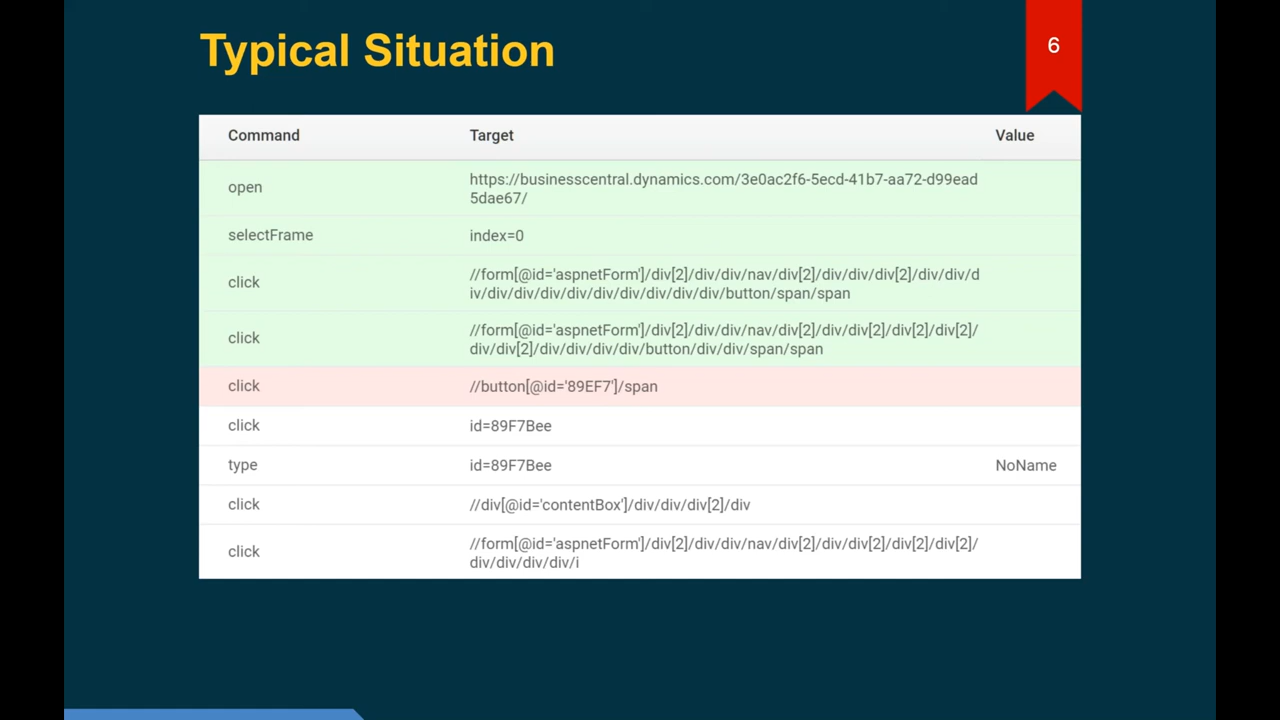 Typical Situation
6
Command Target Value
open https://businesscentral.dynamics.com/3e0ac2f6-5ecd-41b7-aa72-d99ead
5dae67/
selectFrame index=0
click //form[@id='aspnetForm']/div[2]/div/div/nav/div[2]/div/div/div[2]/div/div/d
iv/div/div/div/div/div/div/div/div/div/button/span/span
click //form[@id='aspnetForm']/div[2]/div/div/nav/div[2]/div/div[2]/div[2]/div[2]/
div/div[2]/div/div/div/div/button/div/div/span/span
click //button[@id='89EF7']/span
click id=89F7Bee
type id=89F7Bee NoName
click //div[@id='contentBox']/div/div/div[2]/div
click //form[@id='aspnetForm']/div[2]/div/div/nav/div[2]/div/div[2]/div[2]/div[2]/
div/div/div/div/i